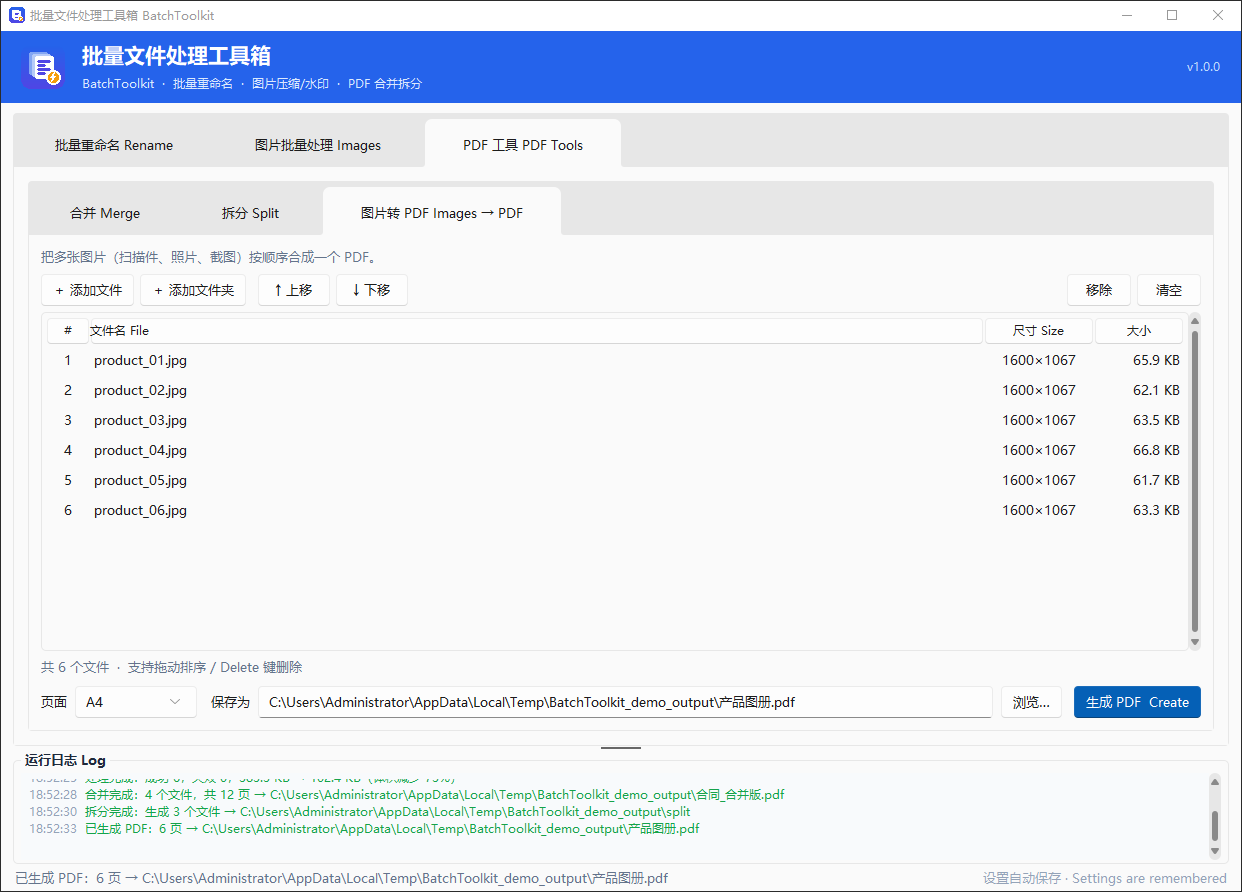 批量文件处理工具箱 BatchToolkit
批量文件处理工具箱
BatchToolkit · 批量重命名 · 图片压缩/水印 · PDF 合并拆分
v1.0.0
批量重命名 Rename 图片批量处理 Images PDF 工具 PDF Tools
合并 Merge 拆分 Split 图片转 PDF Images → PDF
把多张图片（扫描件、照片、截图）按顺序合成一个 PDF。
+ 添加文件 + 添加文件夹 ↑ 上移 ↓ 下移 移除 清空
# 文件名 File 尺寸 Size 大小
1 product_01.jpg 1600×1067 65.9 KB
2 product_02.jpg 1600×1067 62.1 KB
3 product_03.jpg 1600×1067 63.5 KB
4 product_04.jpg 1600×1067 66.8 KB
5 product_05.jpg 1600×1067 61.7 KB
6 product_06.jpg 1600×1067 63.3 KB
共 6 个文件 · 支持拖动排序 / Delete 键删除
页面 A4 保存为 C:\Users\Administrator\AppData\Local\Temp\BatchToolkit_demo_output\产品图册.pdf 浏览... 生成 PDF Create
运行日志 Log
18:52:28 合并完成：4 个文件，共 12 页 → C:\Users\Administrator\AppData\Local\Temp\BatchToolkit_demo_output\合同_合并版.pdf
18:52:30 拆分完成：生成 3 个文件 → C:\Users\Administrator\AppData\Local\Temp\BatchToolkit_demo_output\split
18:52:33 已生成 PDF：6 页 → C:\Users\Administrator\AppData\Local\Temp\BatchToolkit_demo_output\产品图册.pdf
已生成 PDF：6 页 → C:\Users\Administrator\AppData\Local\Temp\BatchToolkit_demo_output\产品图册.pdf
设置自动保存 · Settings are remembered